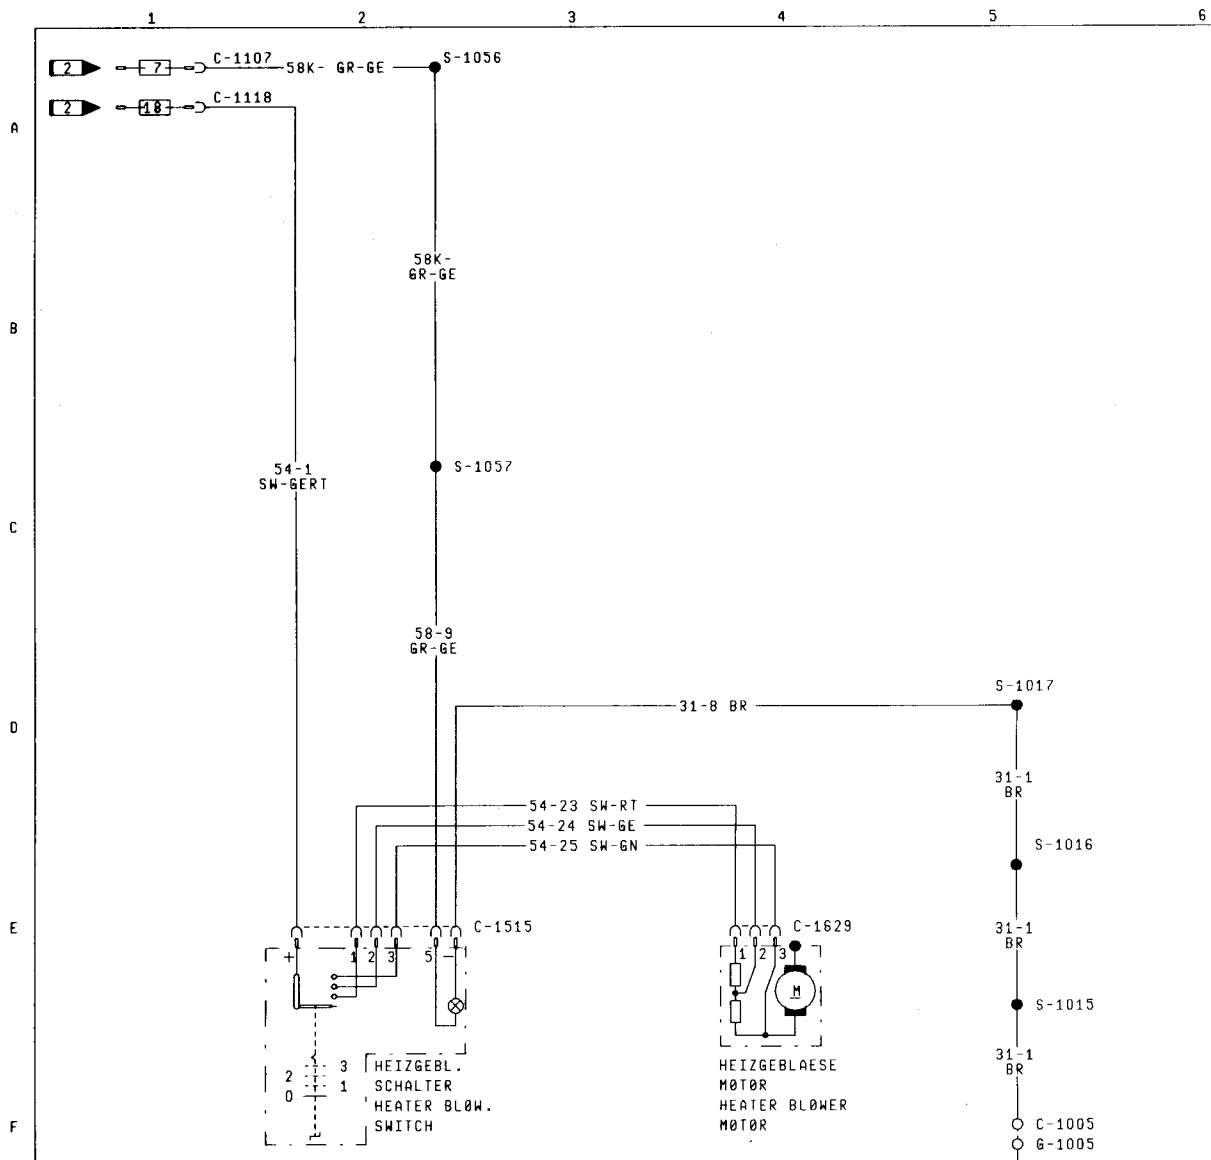 1 2 3 4 5 6
2 7 C-1107 58K- GR-GE S-1056
2 18 C-1118
A
58K-
GR-GE
B
54-1
SW-GERT
S-1057
C
58-9
GR-GE
S-1017
31-8 BR
D
31-1
BR
54-23 SW-RT
54-24 SW-GE
54-25 SW-GN
S-1016
E
C-1515
C-1629
31-1
BR
+ 1 2 3 5 -
1 2 3
M
S-1015
31-1
BR
3
2
1
0
HEIZGEBL.
SCHALTER
HEATER BLØW.
SWITCH
HEIZGEBLAESE
MØTØR
HEATER BLØWER
MØTØR
F
C-1005
G-1005